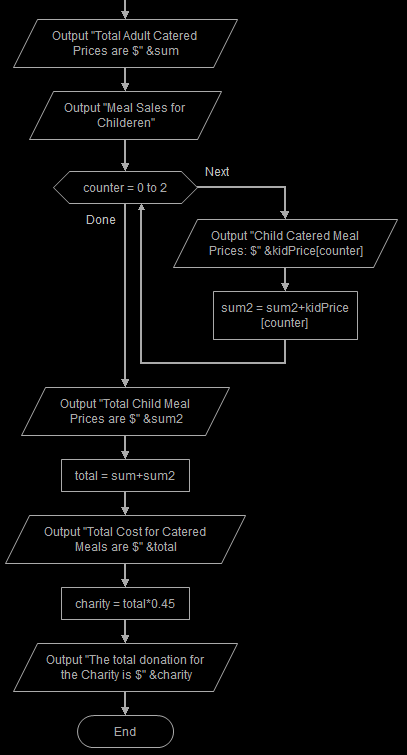 Output "Total Adult Catered
Prices are $" &sum
Output "Meal Sales for
Childeren"
counter = 0 to 2
Next
Done
Output "Child Catered Meal
Prices: $" &kidPrice[counter]
sum2 = sum2+kidPrice
[counter]
Output "Total Child Meal
Prices are $" &sum2
total = sum+sum2
Output "Total Cost for Catered
Meals are $" &total
charity = total*0.45
Output "The total donation for
the Charity is $" &charity
End